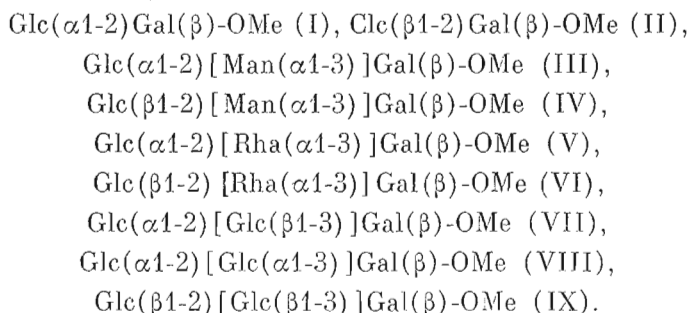 Glc(α1-2)Gal(β)-OMe (I), Clc(β1-2)Gal(β)-OMe (II),
Glc(α1-2)[Man(α1-3)]Gal(β)-OMe (III),
Glc(β1-2)[Man(α1-3)]Gal(β)-OMe (IV),
Glc(α1-2)[Rha(α1-3)]Gal(β)-OMe (V),
Glc(β1-2) [Rha(α1-3)]Gal(β)-OMe (VI),
Glc(α1-2)[Glc(β1-3)]Gal(β)-OMe (VII),
Glc(α1-2)[Glc(α1-3)]Gal(β)-OMe (VIII),
Glc(β1-2)[Glc(β1-3)]Gal(β)-OMe (IX).